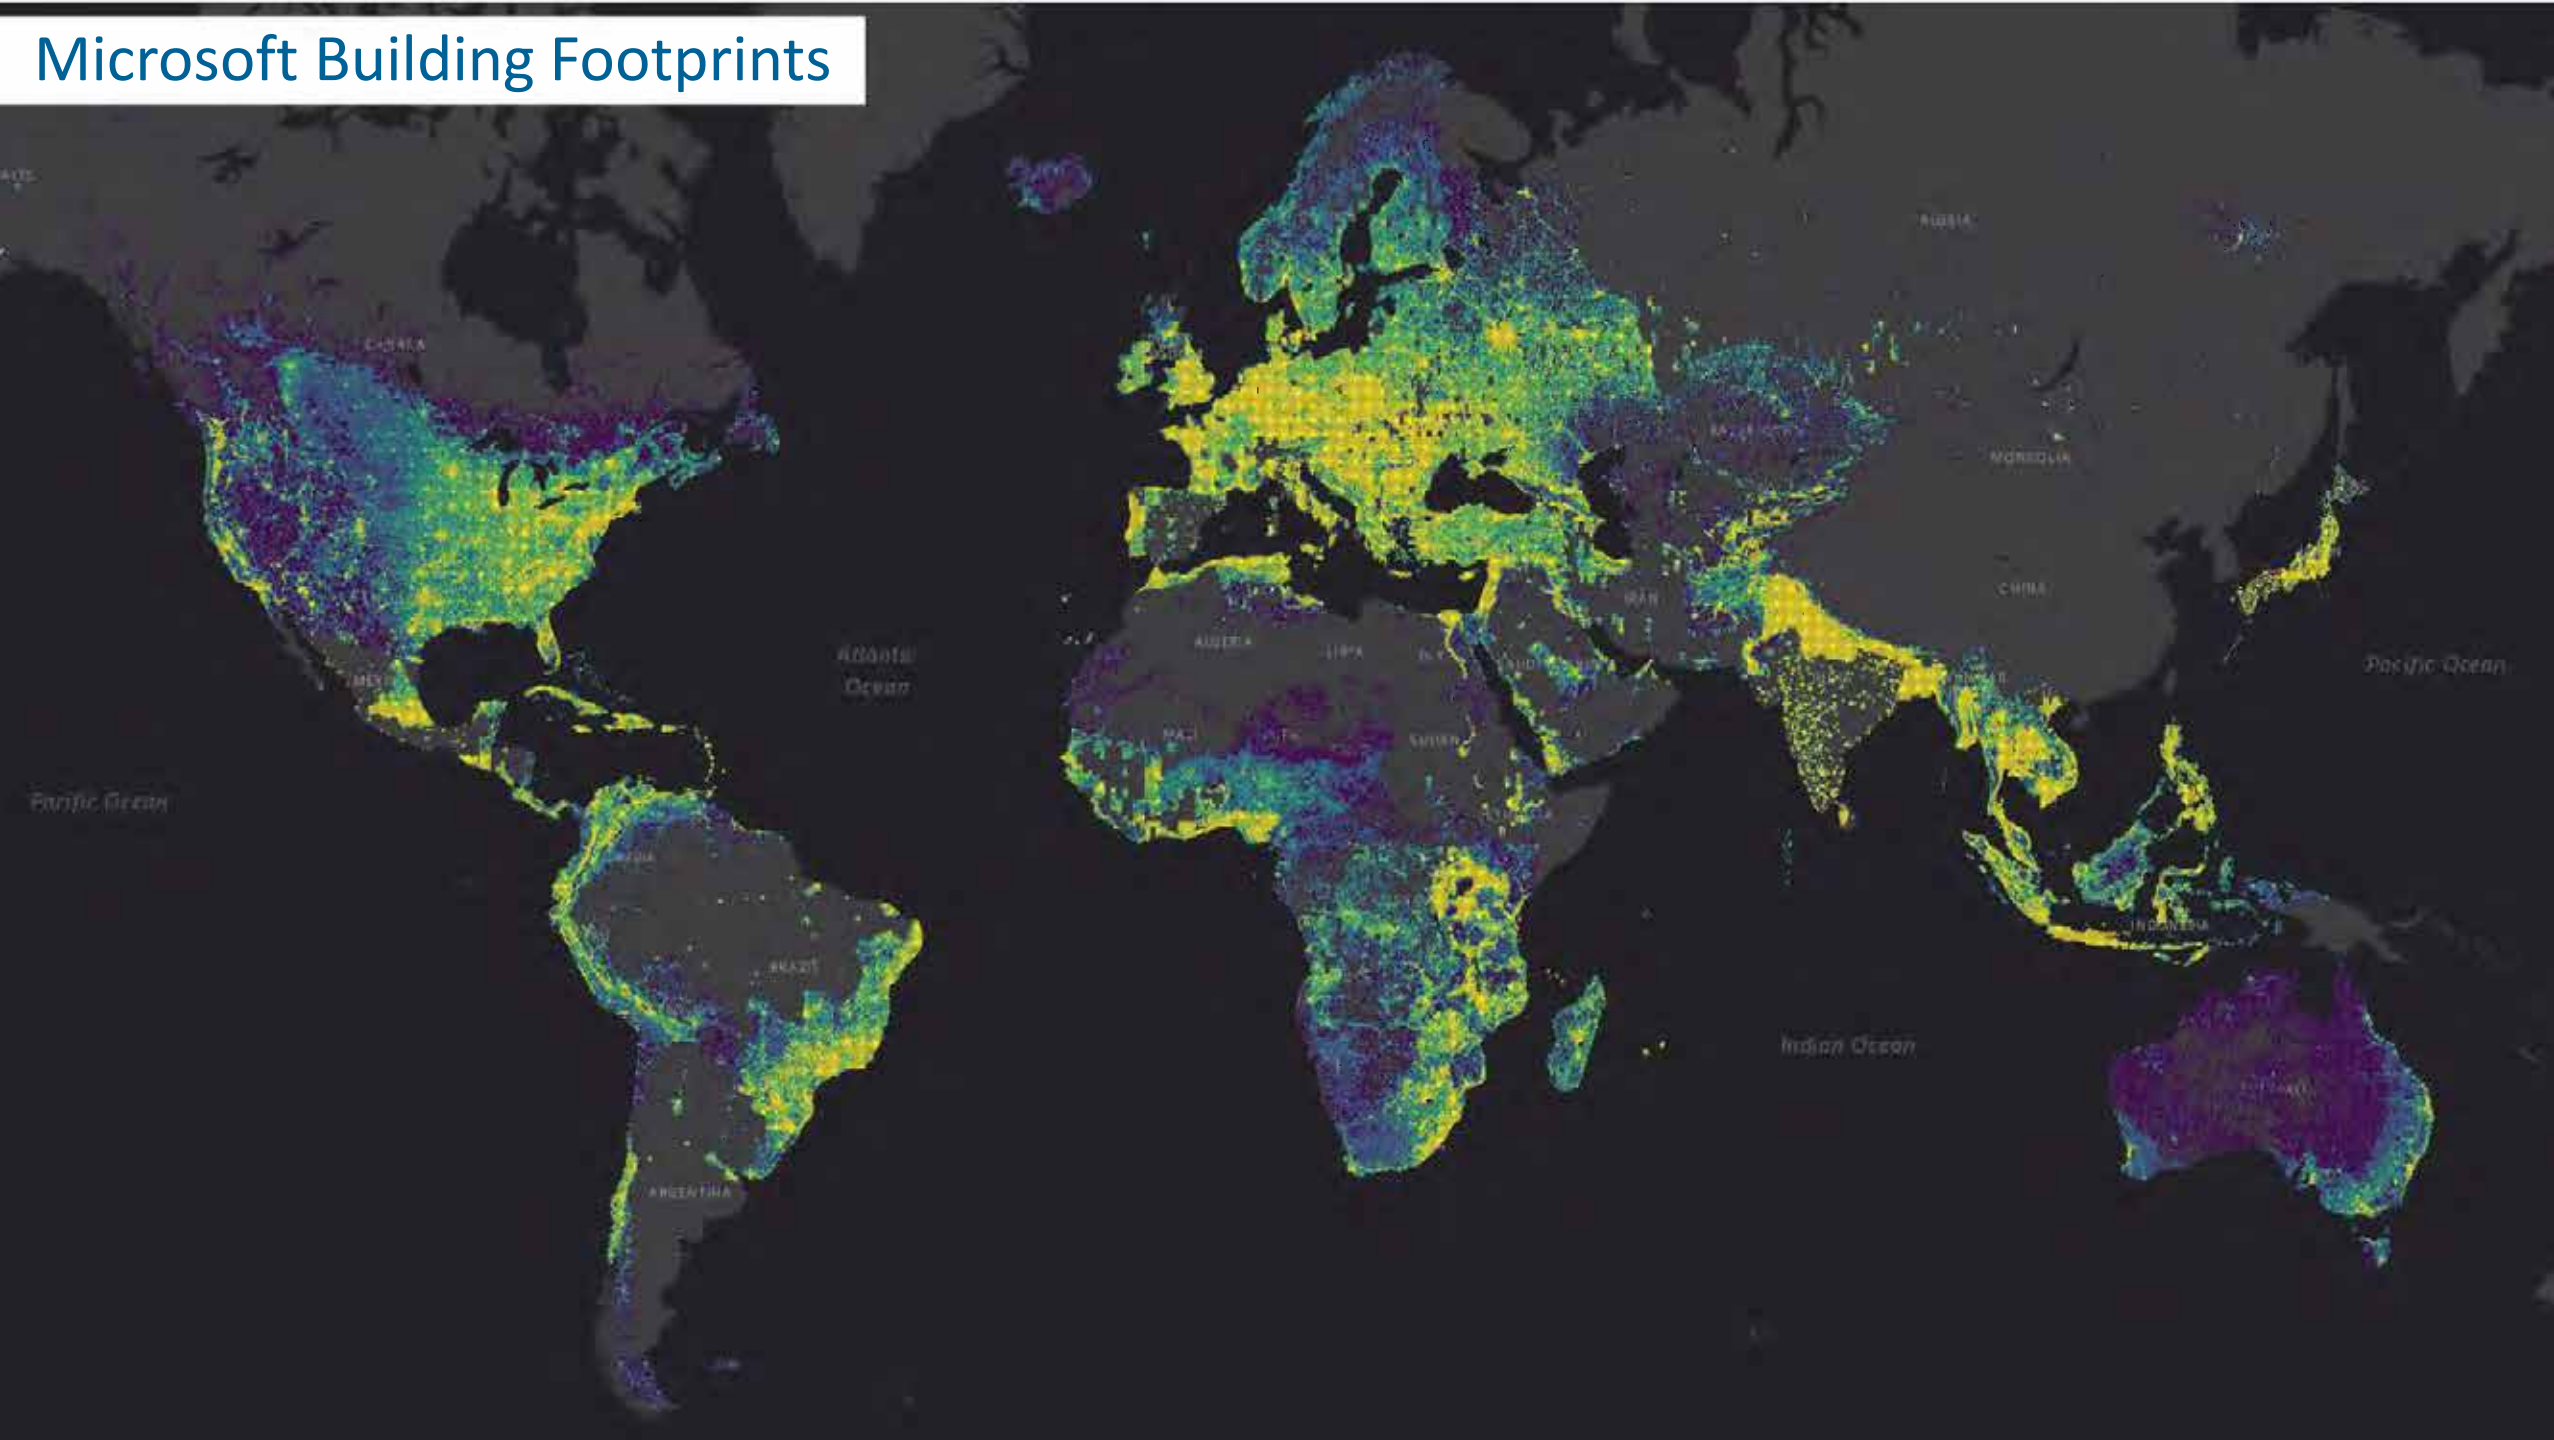 Microsoft Building Footprints
RUSSIA
CANADA
MONGOLIA
IRAN
CHINA
ALGERIA
LIBYA
Atlantic
Ocean
Pacific Ocean
MALI
SUDAN
Pacific Ocean
INDONESIA
BRAZIL
Indian Ocean
ARGENTINA